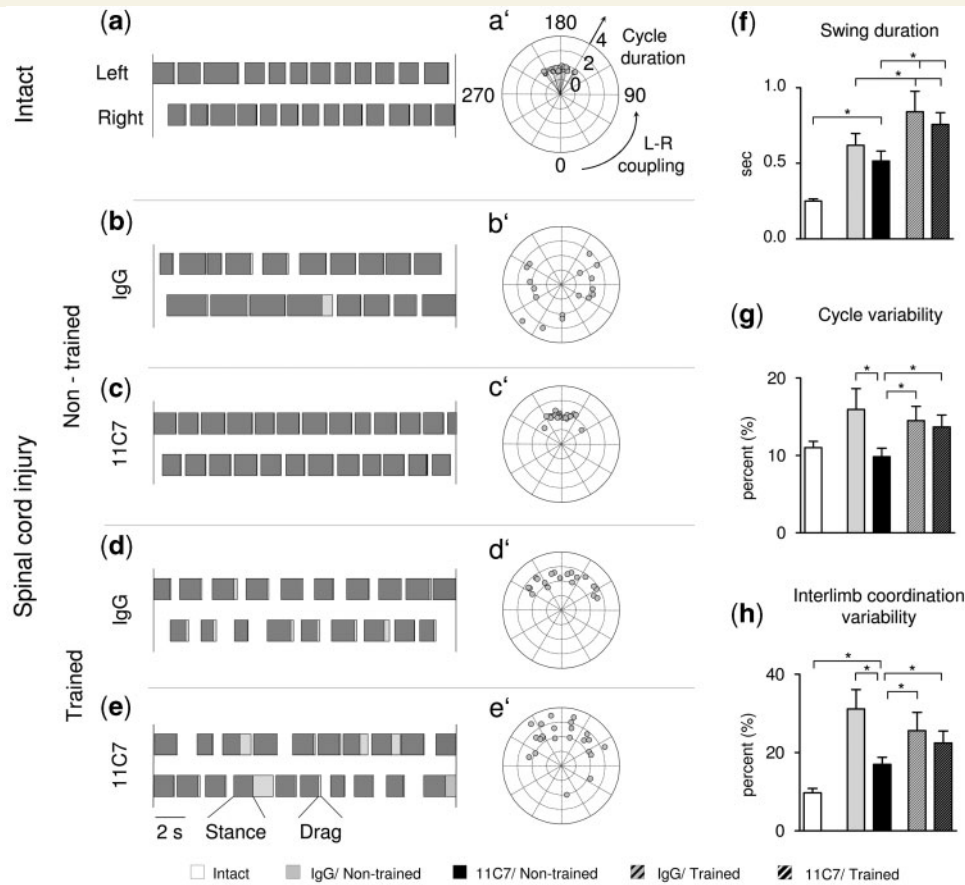 (a)
Intact
Left
Right
a'
180
4
2
0
270
90
0
Cycle
duration
L-R
coupling
Spinal cord injury
Non - trained
(b)
IgG
b'
(c)
11C7
c'
Trained
(d)
IgG
d'
(e)
11C7
e'
2 s
Stance
Drag
(f)
Swing duration
* *
*
*
1.0
sec
0.5
0.0
(g)
Cycle variability
20
* *
*
percent (%)
10
0
(h)
Interlimb coordination
variability
*
40
* *
*
percent (%)
20
0
Intact
IgG/ Non-trained
11C7/ Non-trained
IgG/ Trained
11C7/ Trained